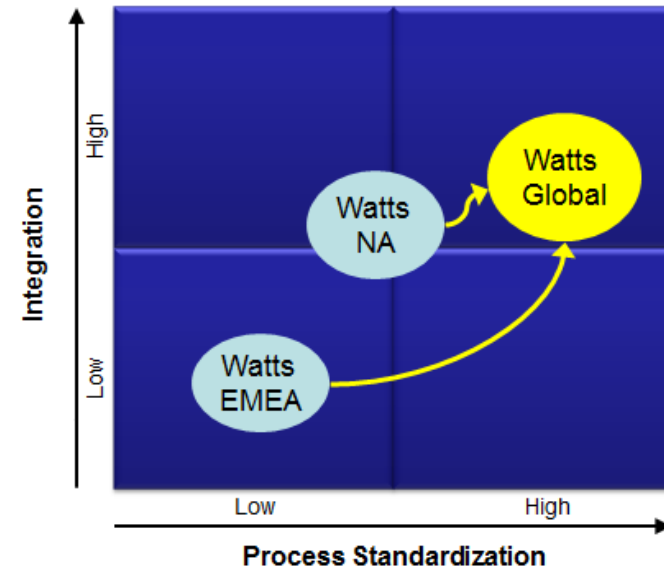 Integration
High
Low
Watts
Global
Watts
NA
Watts
EMEA
Low
High
Process Standardization